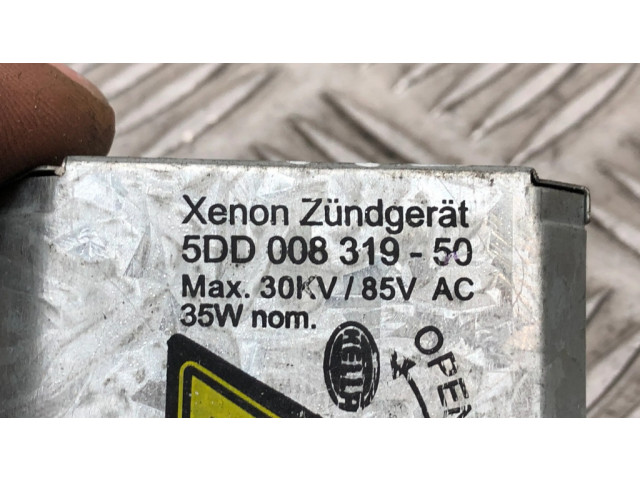 Xenon Zündgerät
5DD 008 319 - 50
Max. 30KV / 85V AC
35W nom.
HELLA
OPEN